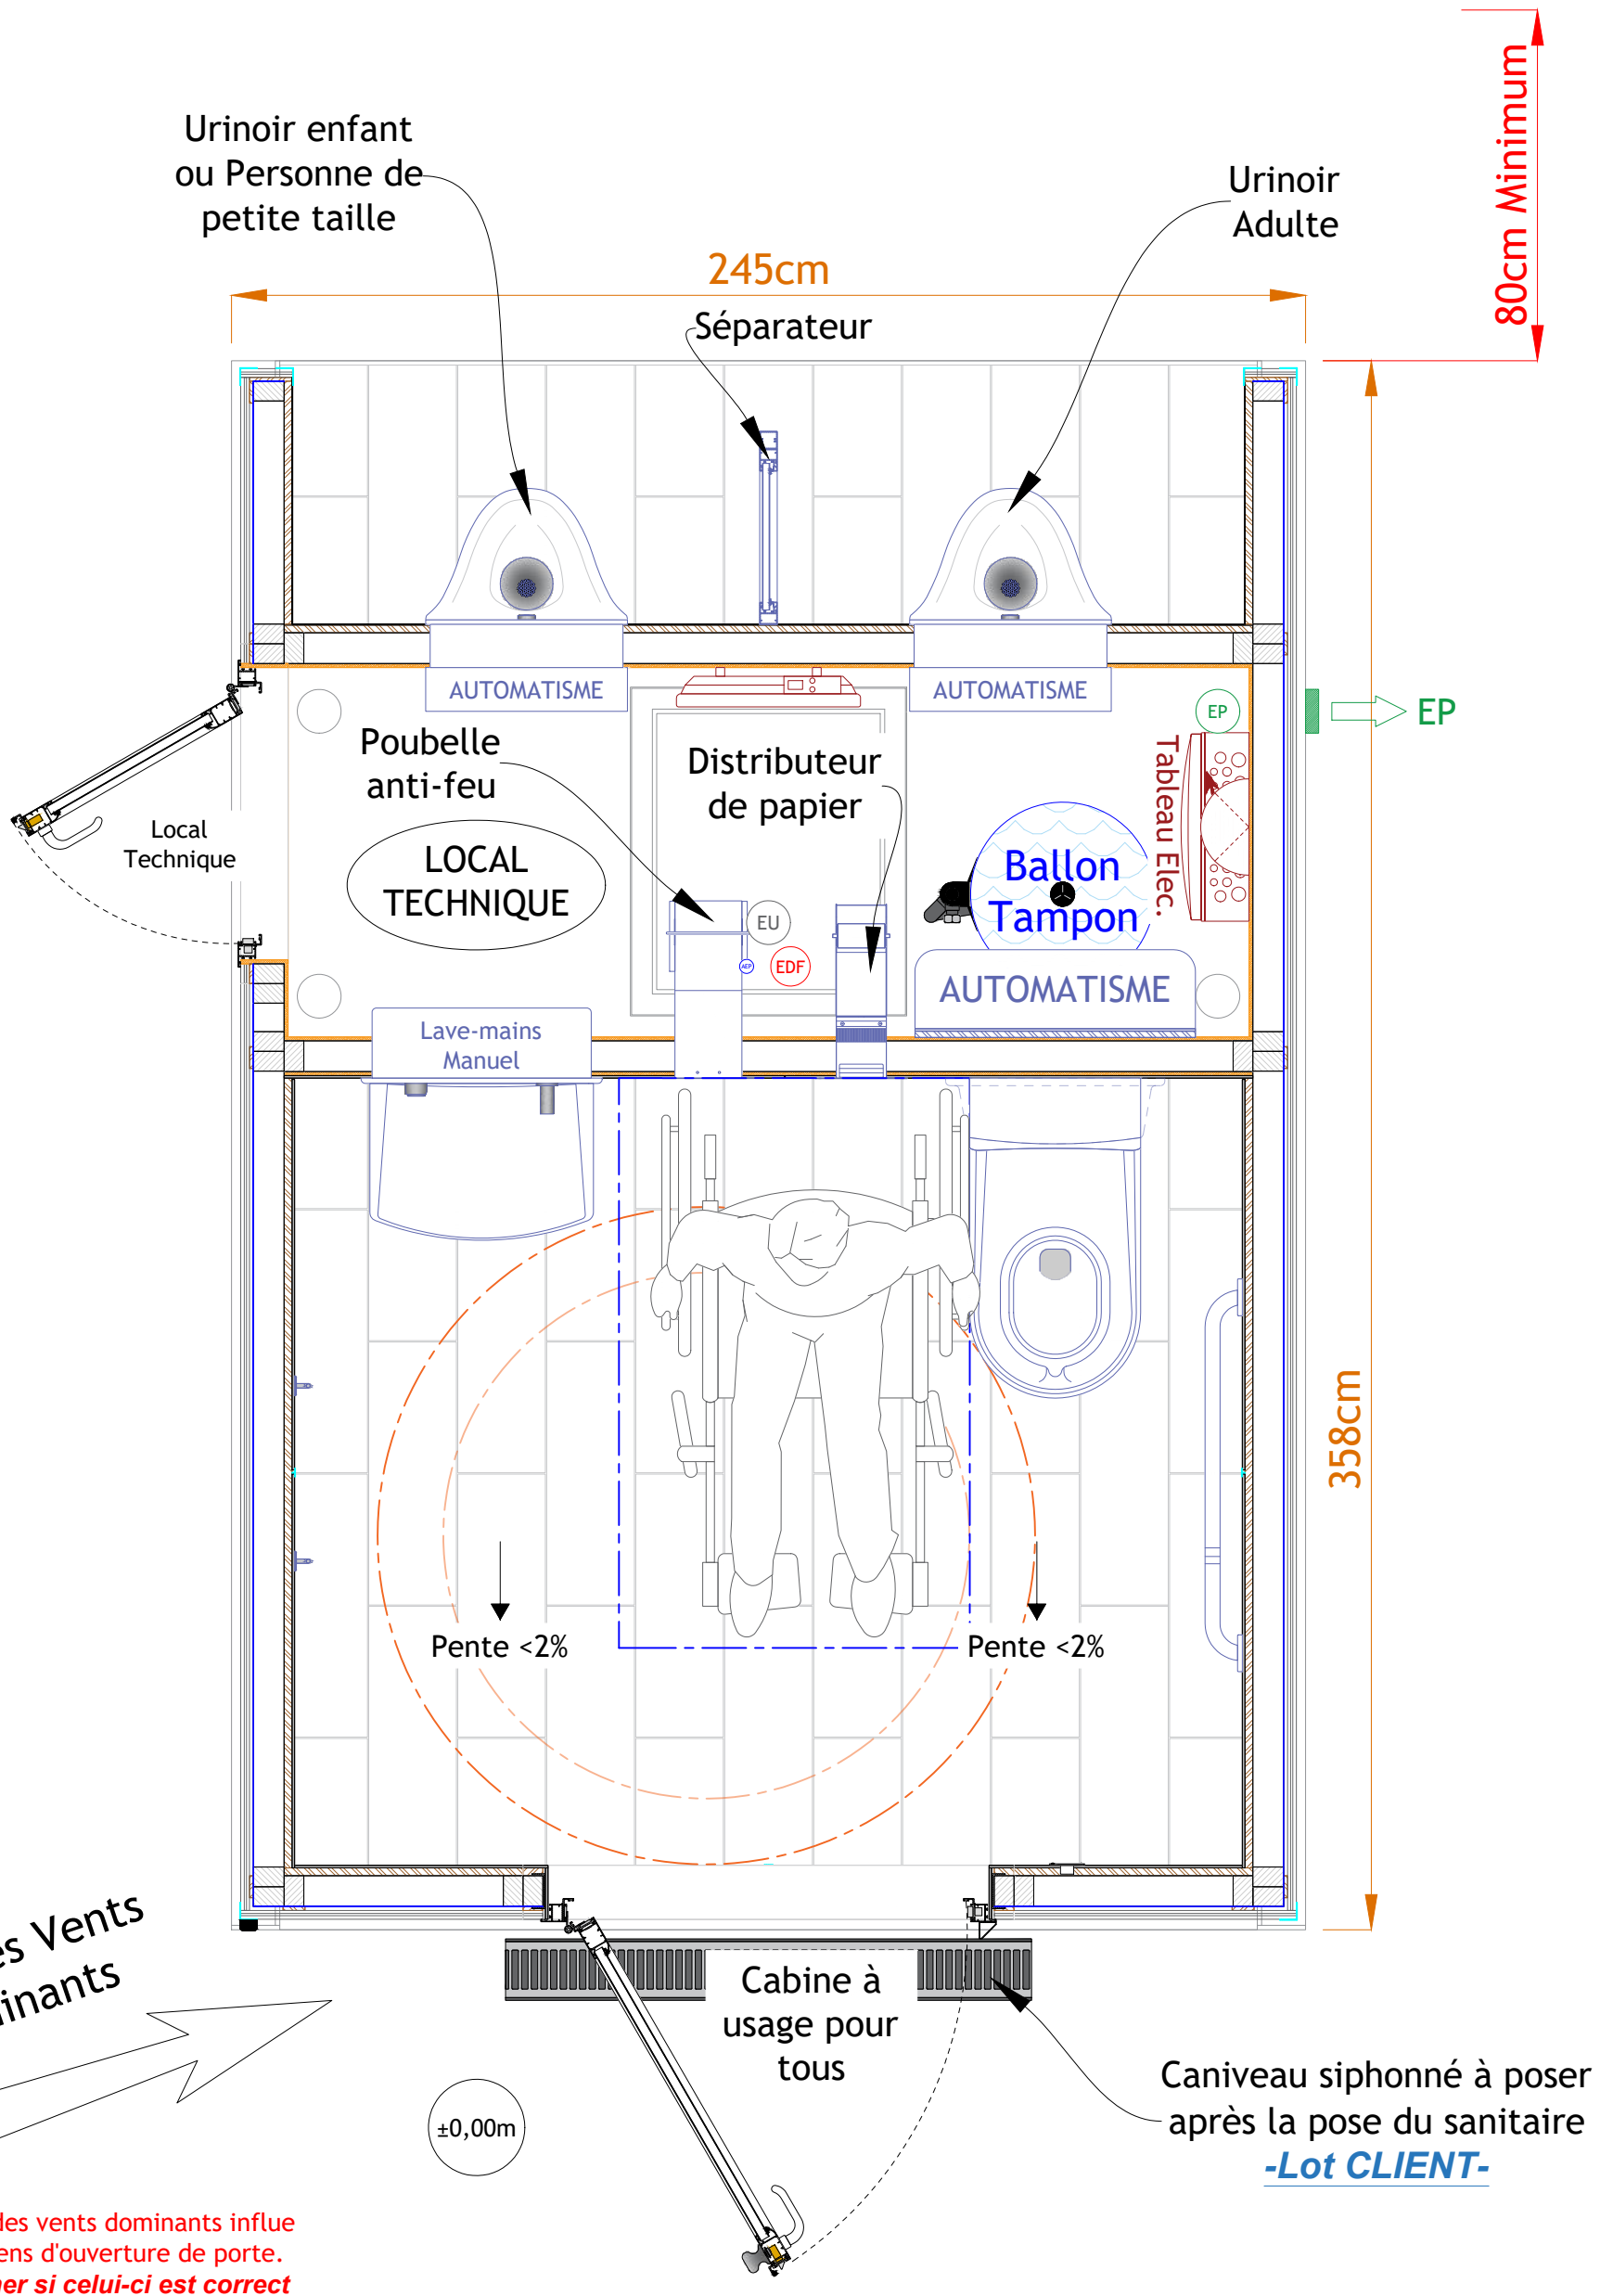 80cm Minimum
Urinoir enfant
ou Personne de
petite taille
Urinoir
Adulte
245cm
Séparateur
AUTOMATISME
AUTOMATISME
EP
EP
Poubelle
anti-feu
Distributeur
de papier
Tableau Elec.
Local
Technique
LOCAL
TECHNIQUE
Ballon
Tampon
EU
AEP
EDF
AUTOMATISME
Lave-mains
Manuel
358cm
Pente <2%
Pente <2%
es Vents
inants
Cabine à
usage pour
tous
Caniveau siphonné à poser
après la pose du sanitaire
-Lot CLIENT-
±0,00m
des vents dominants influe
ens d'ouverture de porte.
er si celui-ci est correct